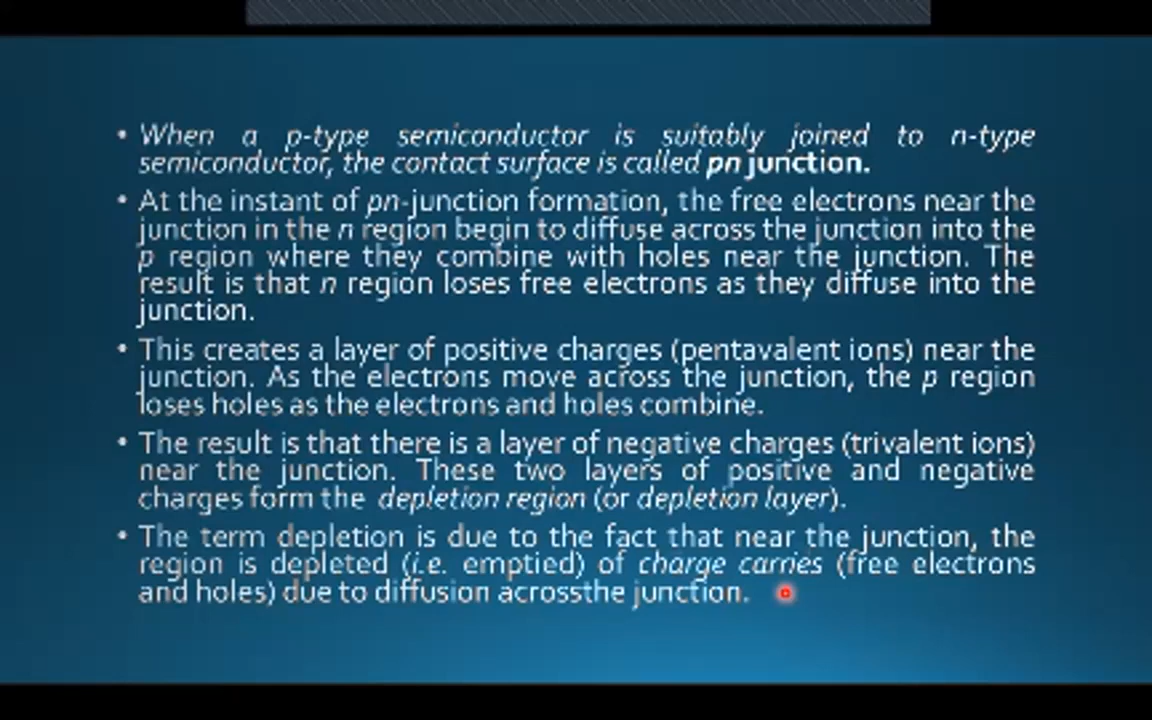 • When a p-type semiconductor is suitably joined to n-type
semiconductor, the contact surface is called pn junction.
• At the instant of pn-junction formation, the free electrons near the
junction in the n region begin to diffuse across the junction into the
p region where they combine with holes near the junction. The
result is that n region loses free electrons as they diffuse into the
junction.
• This creates a layer of positive charges (pentavalent ions) near the
junction. As the electrons move across the junction, the p region
loses holes as the electrons and holes combine.
• The result is that there is a layer of negative charges (trivalent ions)
near the junction. These two layers of positive and negative
charges form the depletion region (or depletion layer).
• The term depletion is due to the fact that near the junction, the
region is depleted (i.e. emptied) of charge carries (free electrons
and holes) due to diffusion acrossthe junction.